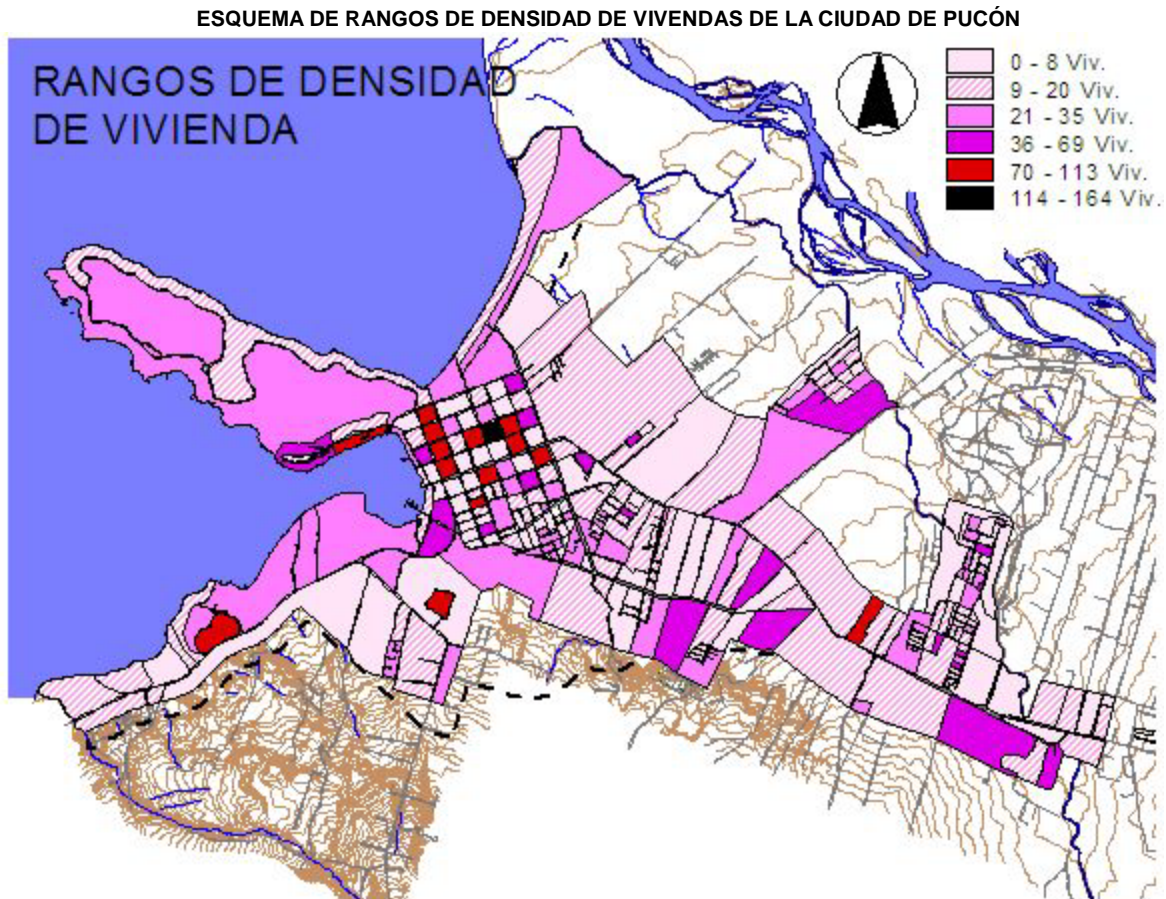 ESQUEMA DE RANGOS DE DENSIDAD DE VIVENDAS DE LA CIUDAD DE PUCÓN
RANGOS DE DENSIDAD
DE VIVIENDA
0 - 8 Viv.
9 - 20 Viv.
21 - 35 Viv.
36 - 69 Viv.
70 - 113 Viv.
114 - 164 Viv.